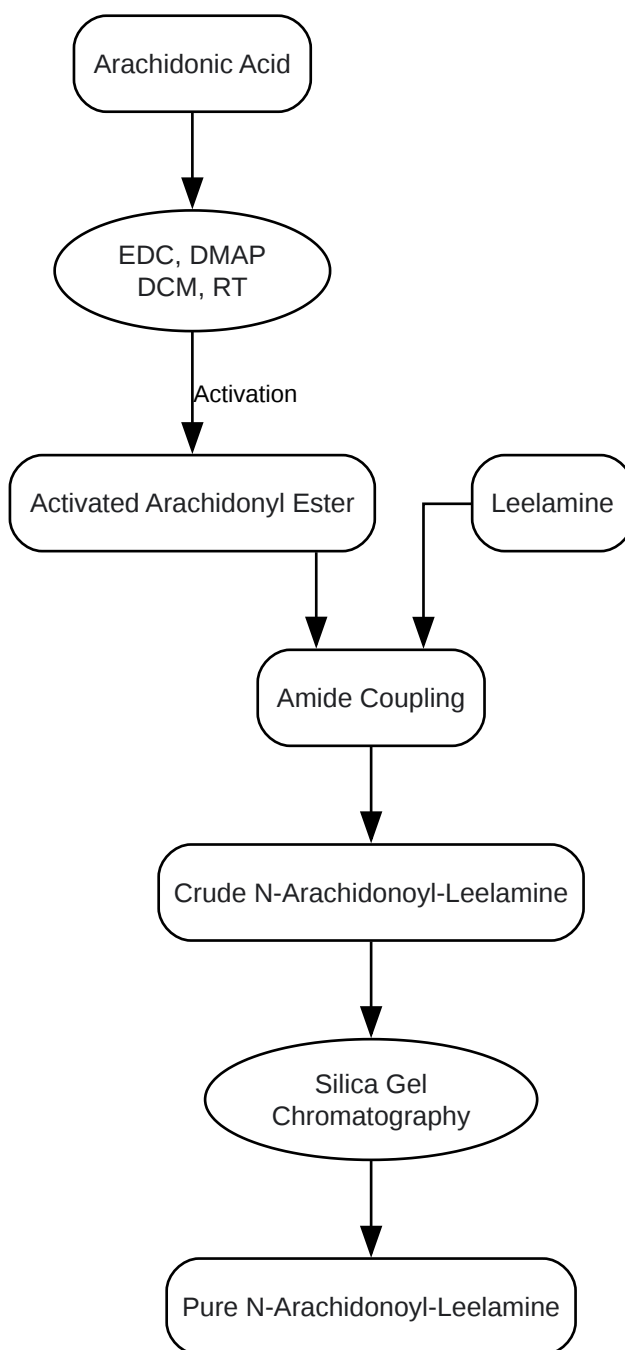 Arachidonic Acid
EDC, DMAP
DCM, RT
Activation
Activated Arachidonyl Ester
Leelamine
Amide Coupling
Crude N-Arachidonoyl-Leelamine
Silica Gel
Chromatography
Pure N-Arachidonoyl-Leelamine